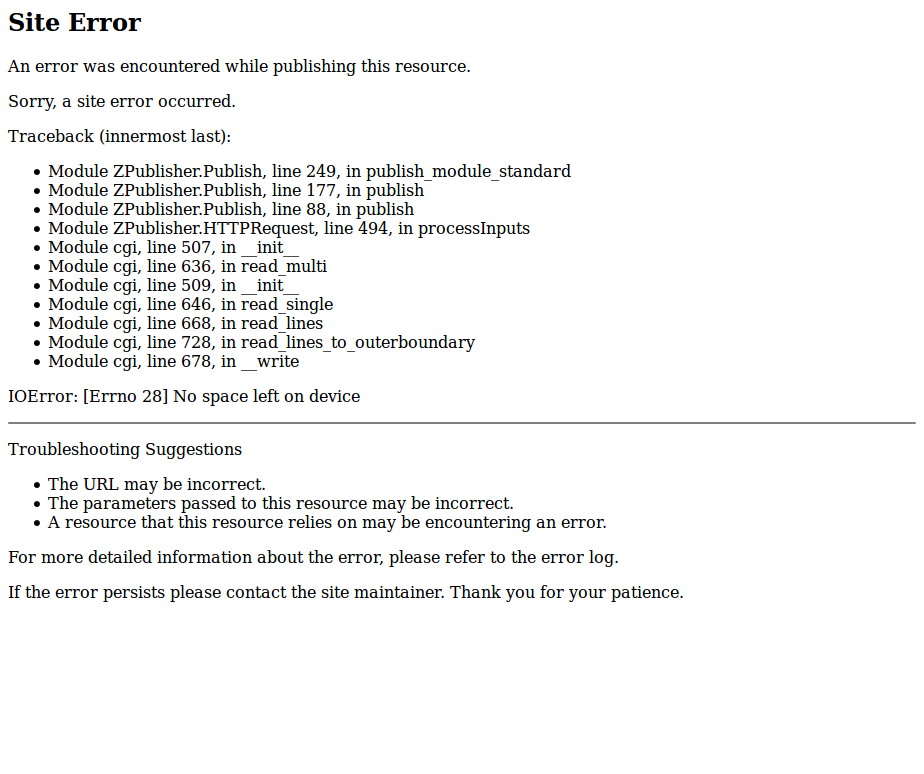 Site Error
An error was encountered while publishing this resource.
Sorry, a site error occurred.
Traceback (innermost last):
Module ZPublisher.Publish, line 249, in publish_module_standard
Module ZPublisher.Publish, line 177, in publish
Module ZPublisher.Publish, line 88, in publish
Module ZPublisher.HTTPRequest, line 494, in processInputs
Module cgi, line 507, in __init__
Module cgi, line 636, in read_multi
Module cgi, line 509, in __init__
Module cgi, line 646, in read_single
Module cgi, line 668, in read_lines
Module cgi, line 728, in read_lines_to_outerboundary
Module cgi, line 678, in __write
IOError: [Errno 28] No space left on device
Troubleshooting Suggestions
The URL may be incorrect.
The parameters passed to this resource may be incorrect.
A resource that this resource relies on may be encountering an error.
For more detailed information about the error, please refer to the error log.
If the error persists please contact the site maintainer. Thank you for your patience.